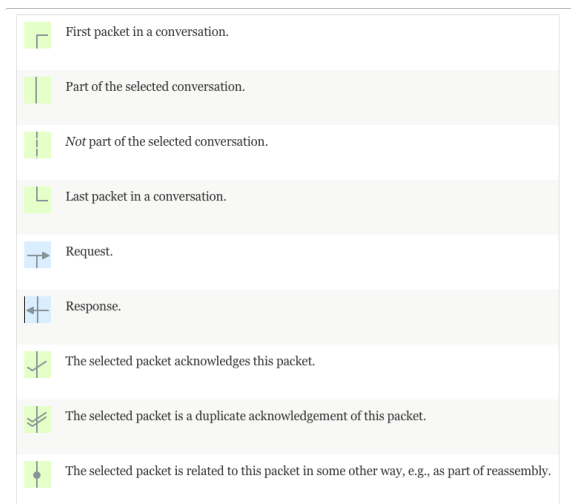 First packet in a conversation.
Part of the selected conversation.
Not part of the selected conversation.
Last packet in a conversation.
Request.
Response.
The selected packet acknowledges this packet.
The selected packet is a duplicate acknowledgement of this packet.
The selected packet is related to this packet in some other way, e.g., as part of reassembly.